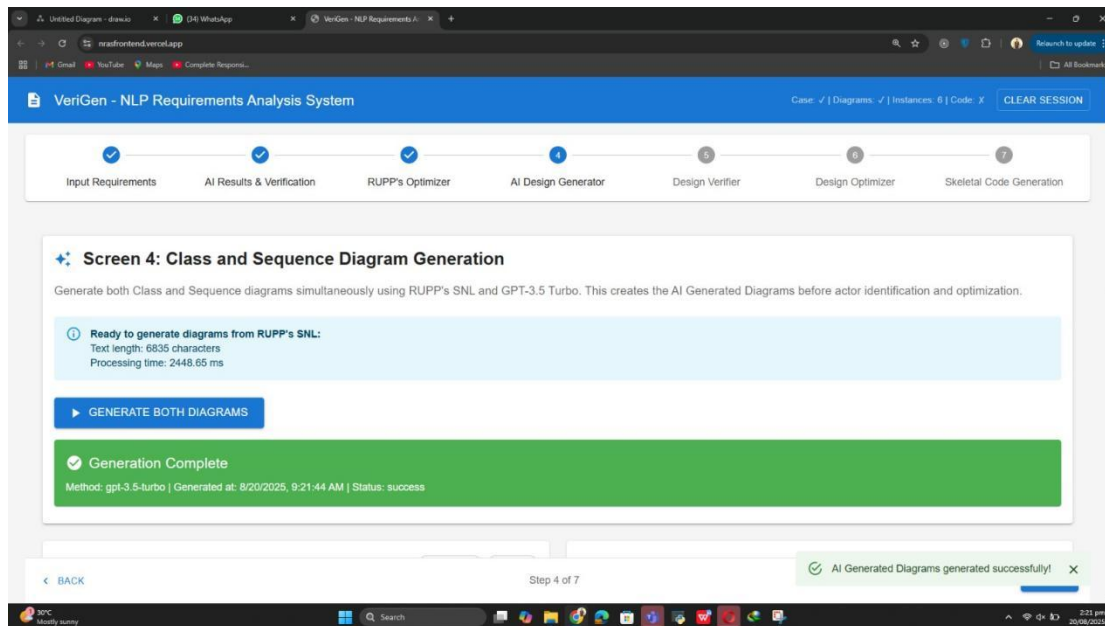 Untitled Diagram - draw.io
(34) WhatsApp
VeriGen - NLP Requirements A
nrasfrontend.vercel.app
Relaunch to update
Gmail
YouTube
Maps
Complete Responsi...
All Bookmark
VeriGen - NLP Requirements Analysis System
Case: ✓ | Diagrams: ✓ | Instances: 6 | Code: X
CLEAR SESSION
4
5
6
7
Input Requirements
AI Results & Verification
RUPP's Optimizer
AI Design Generator
Design Verifier
Design Optimizer
Skeletal Code Generation
Screen 4: Class and Sequence Diagram Generation
Generate both Class and Sequence diagrams simultaneously using RUPP's SNL and GPT-3.5 Turbo. This creates the AI Generated Diagrams before actor identification and optimization.
Ready to generate diagrams from RUPP's SNL:
Text length: 6835 characters
Processing time: 2448.65 ms
GENERATE BOTH DIAGRAMS
Generation Complete
Method: gpt-3.5-turbo | Generated at: 8/20/2025, 9:21:44 AM | Status: success
BACK
Step 4 of 7
AI Generated Diagrams generated successfully!
30°C
Mostly sunny
Search
2:21 pm
20/08/2025